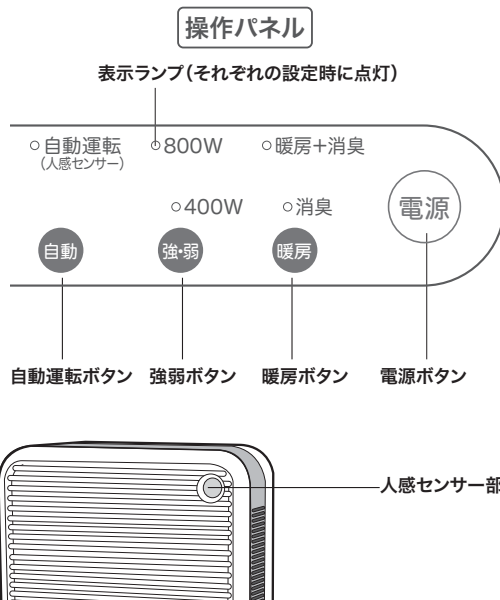 操作パネル
表示ランプ(それぞれの設定時に点灯)
自動運転
(人感センサー)
800W
暖房+消臭
400W
消臭
電源
自動
強・弱
暖房
自動運転ボタン
強弱ボタン
暖房ボタン
電源ボタン
人感センサー部